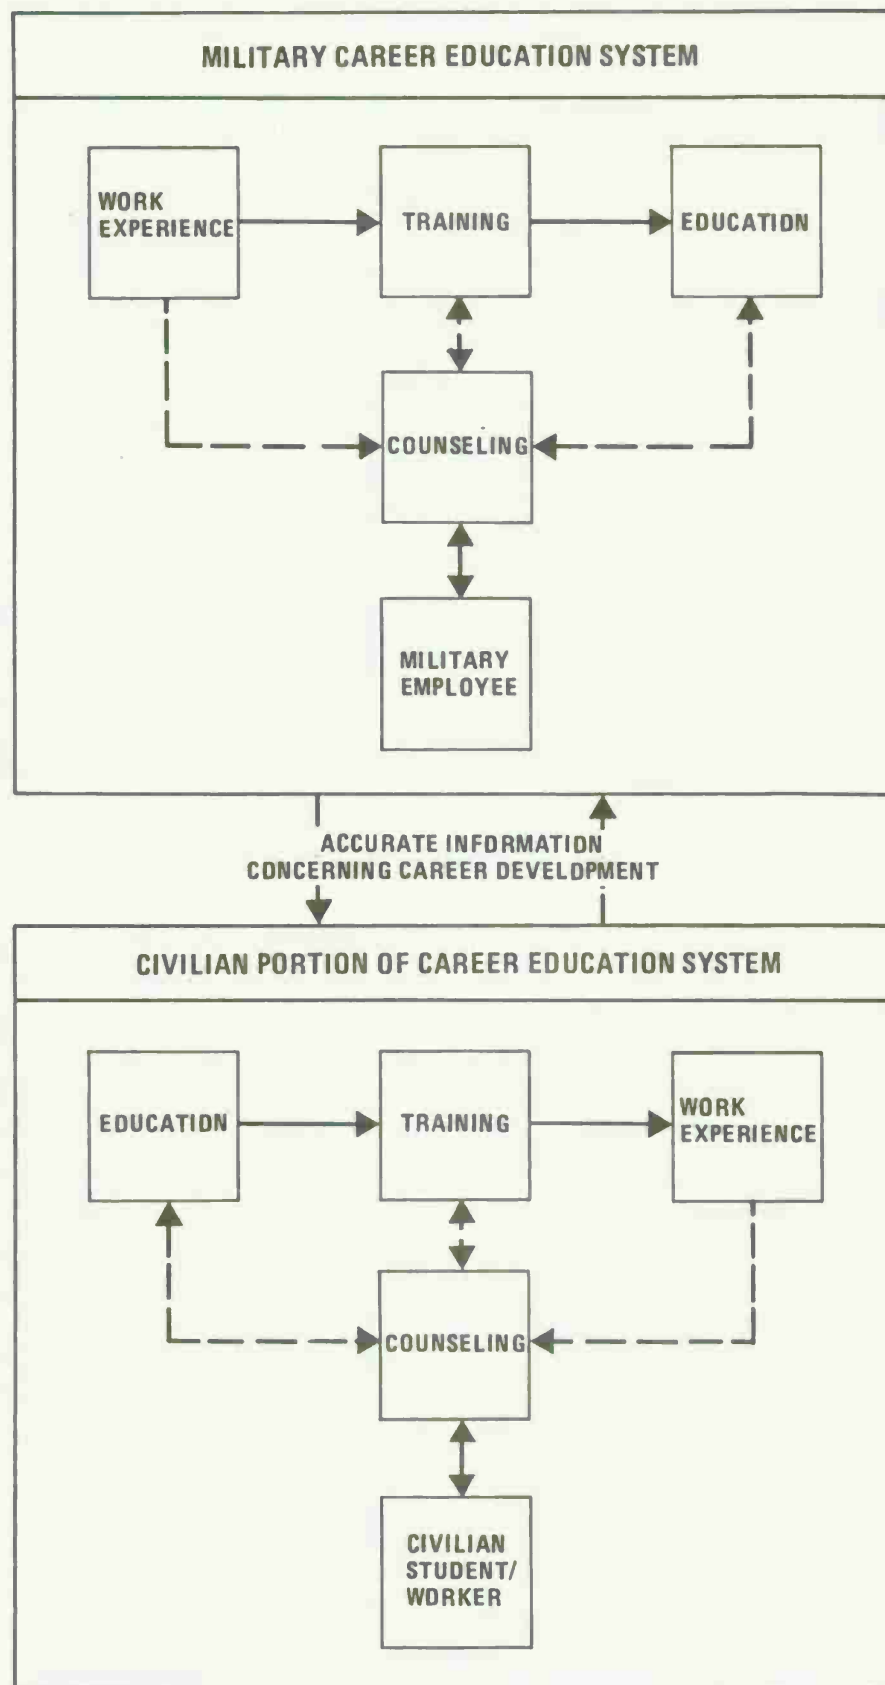 MILITARY CAREER EDUCATION SYSTEM
WORK
EXPERIENCE
TRAINING
EDUCATION
COUNSELING
MILITARY
EMPLOYEE
ACCURATE INFORMATION
CONCERNING CAREER DEVELOPMENT
CIVILIAN PORTION OF CAREER EDUCATION SYSTEM
EDUCATION
TRAINING
WORK
EXPERIENCE
COUNSELING
CIVILIAN
STUDENT/
WORKER